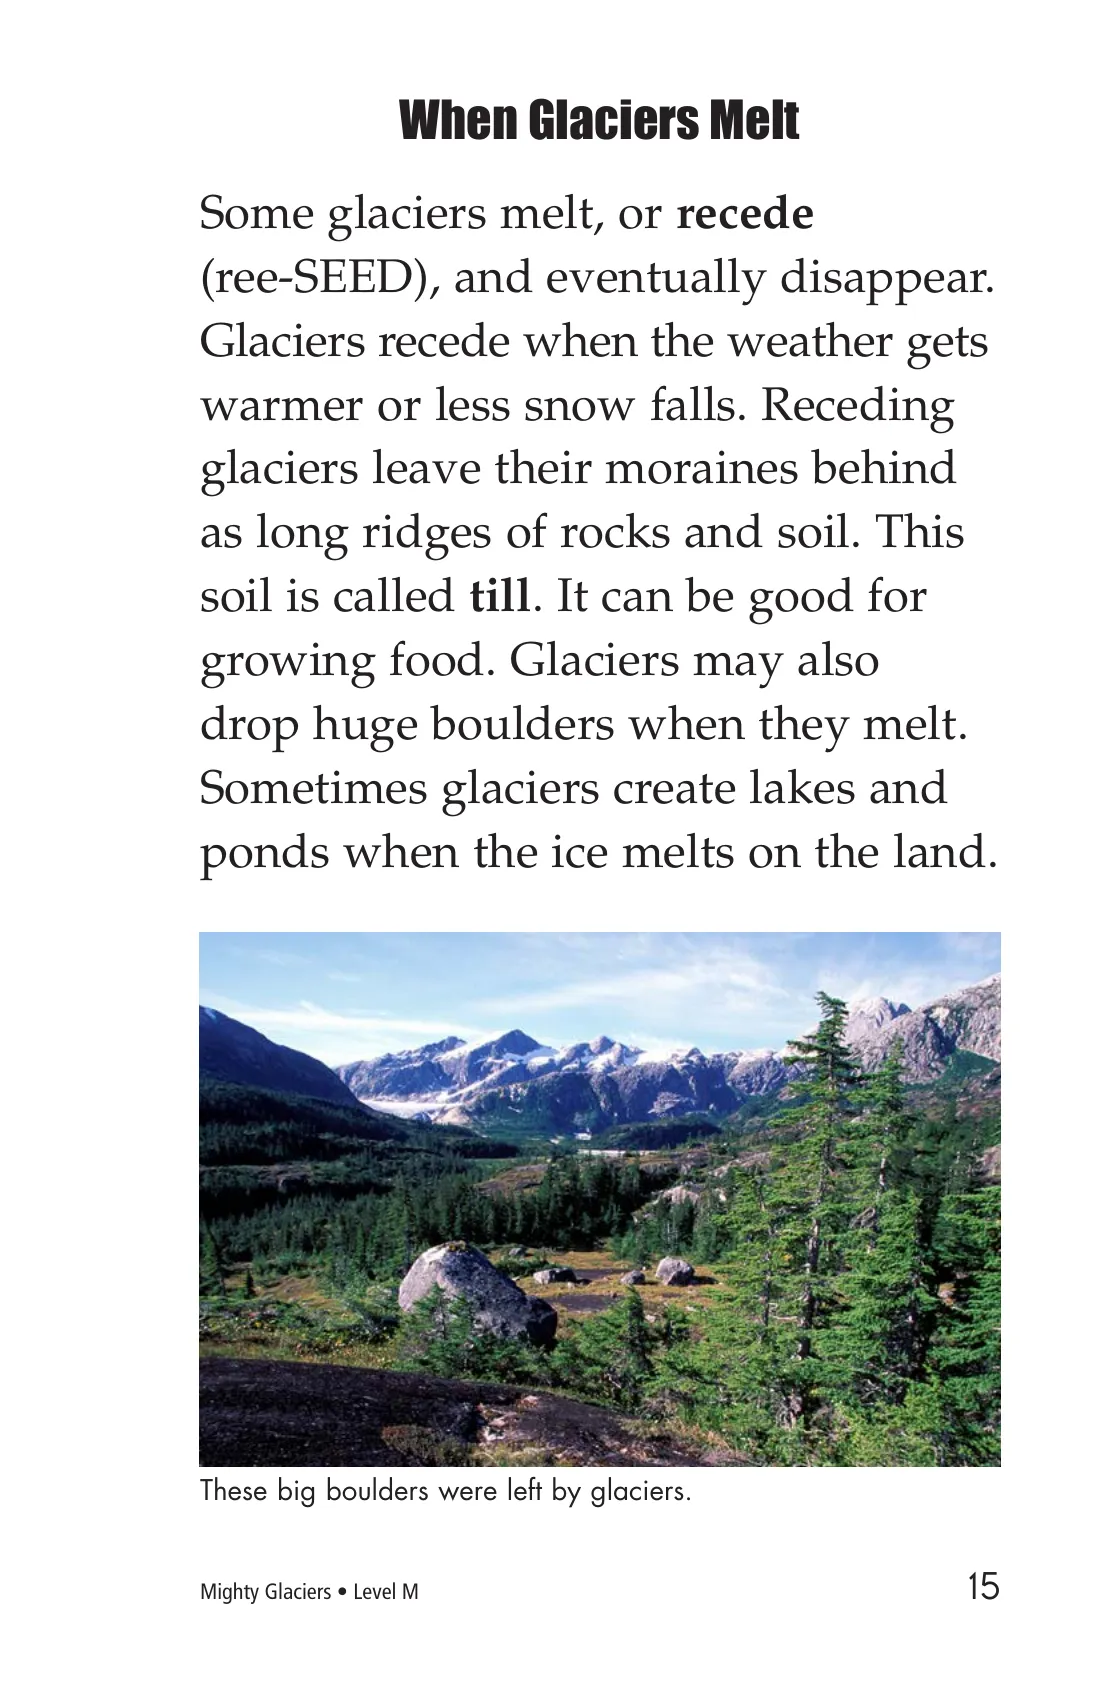 When Glaciers Melt
Some glaciers melt, or recede
(ree-SEED), and eventually disappear.
Glaciers recede when the weather gets
warmer or less snow falls. Receding
glaciers leave their moraines behind
as long ridges of rocks and soil. This
soil is called till. It can be good for
growing food. Glaciers may also
drop huge boulders when they melt.
Sometimes glaciers create lakes and
ponds when the ice melts on the land.
These big boulders were left by glaciers.
Mighty Glaciers • Level M
15